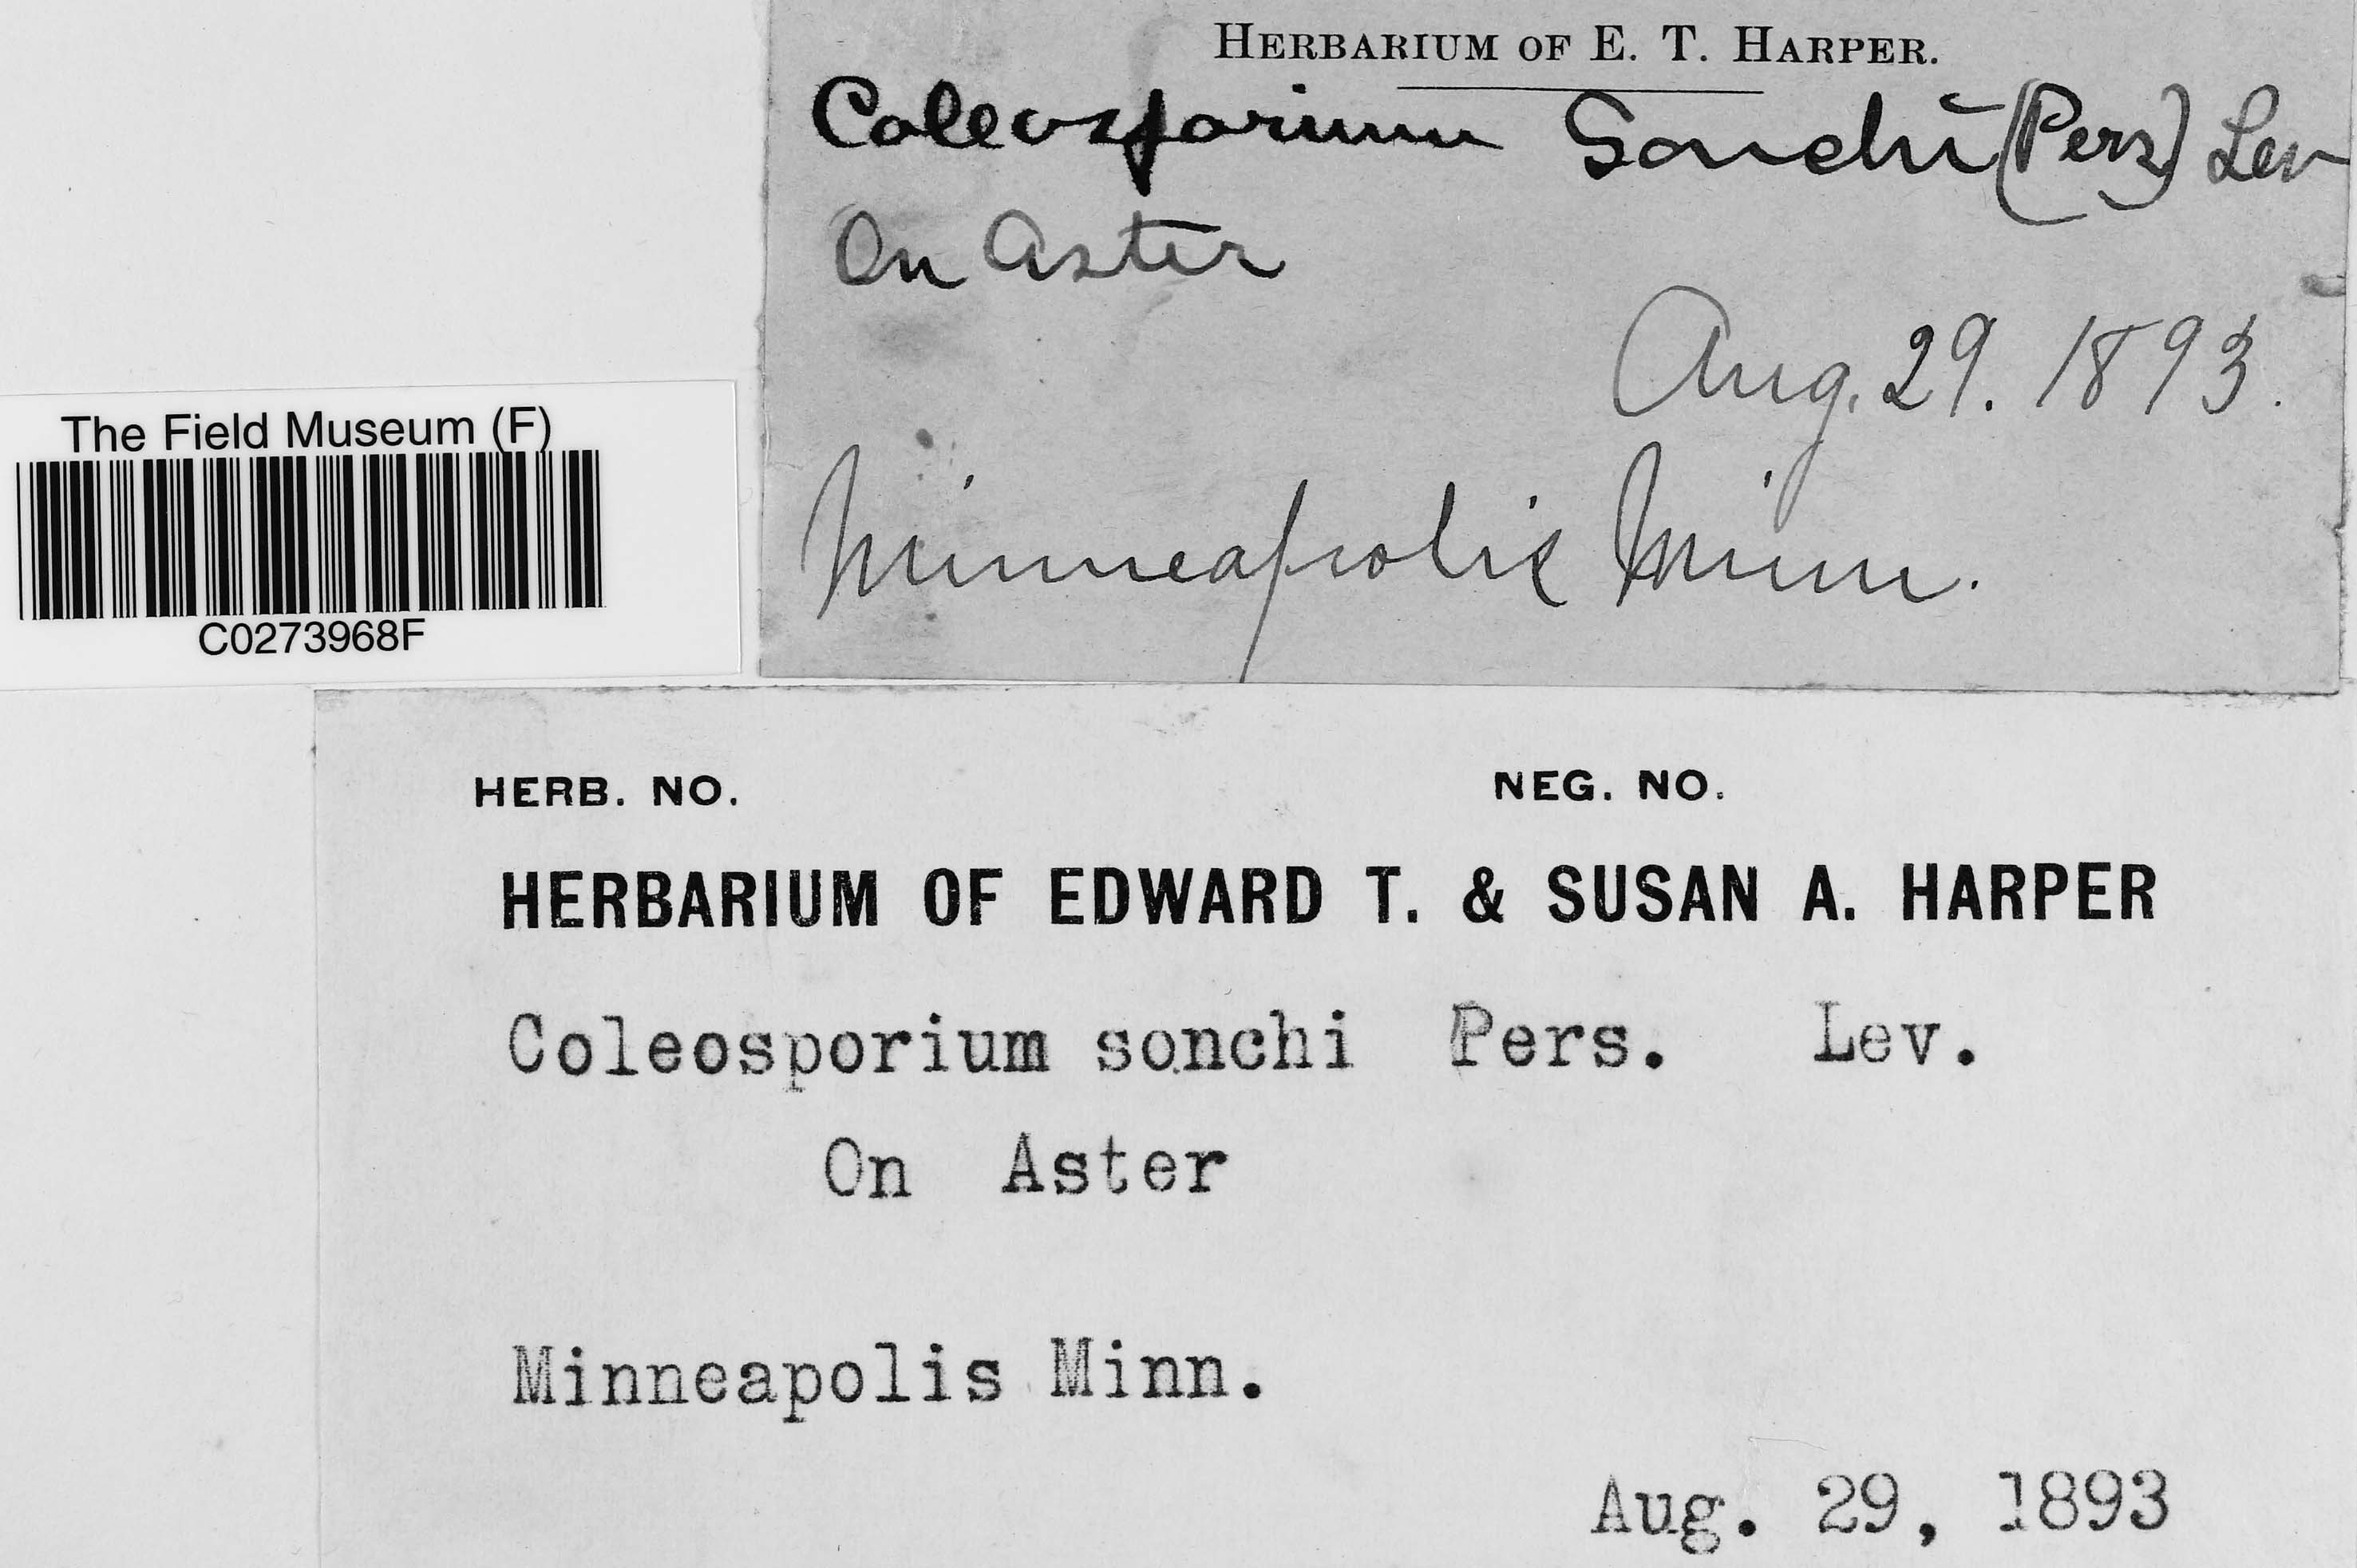 HERBARIUM OF E. T. HARPER.
Coleosporium Sonchi (Pers) Lev
On Aster
Aug. 29. 1893.
Minneapolis Minn.
The Field Museum (F)
C0273968F
HERB. NO. NEG. NO.
HERBARIUM OF EDWARD T. & SUSAN A. HARPER
Coleosporium sonchi Pers. Lev.
On Aster
Minneapolis Minn.
Aug. 29, 1893